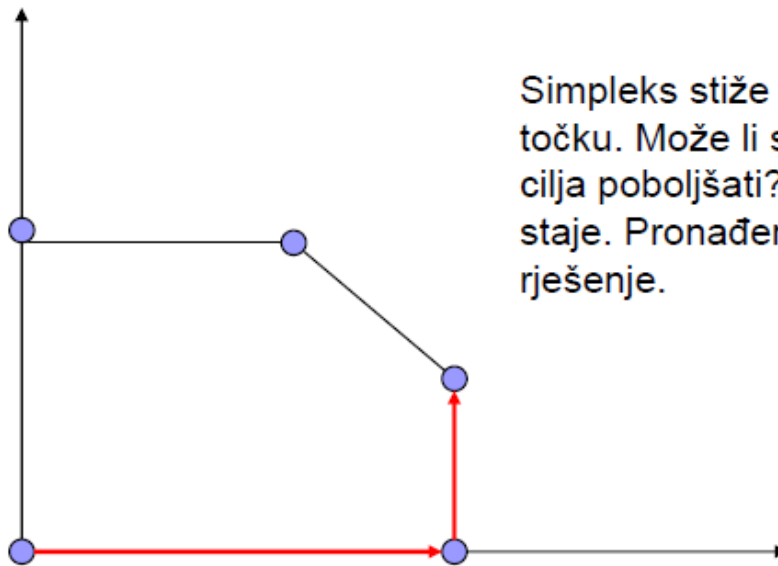 Simpleks stiže
točku. Može li s
cilja poboljšati?
staje. Pronađen
rješenje.